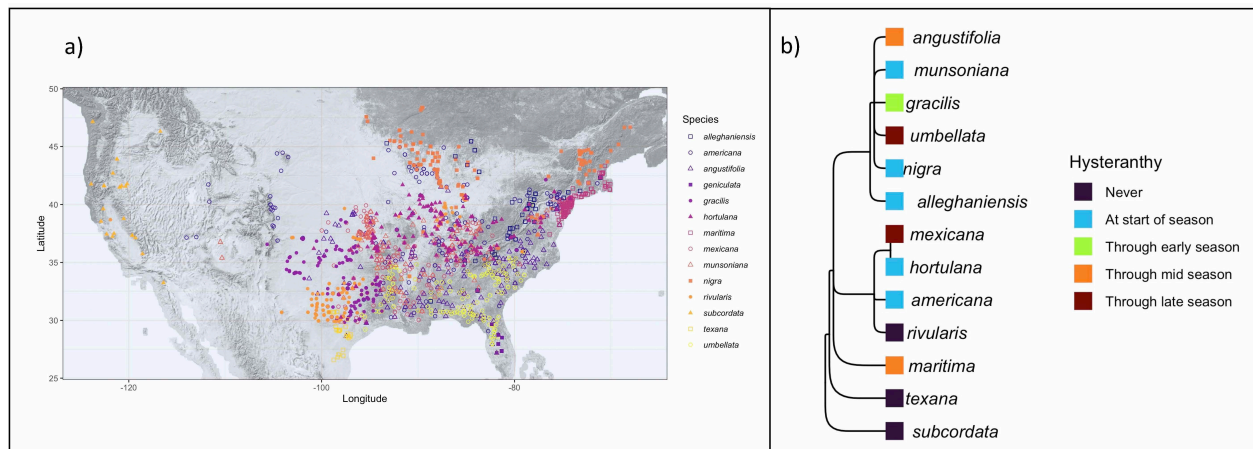 a)
50
45
40
35
30
25
Latitude
-120
-100
-80
Longitude
Species
alleghaniensis
americana
angustifolia
geniculata
gracilis
hortulana
maritima
mexicana
munsoniana
nigra
rivularis
subcordata
texana
umbellata
b)
angustifolia
munsoniana
gracilis
umbellata
nigra
alleghaniensis
mexicana
hortulana
americana
rivularis
maritima
texana
subcordata
Hysteranthy
Never
At start of season
Through early season
Through mid season
Through late season